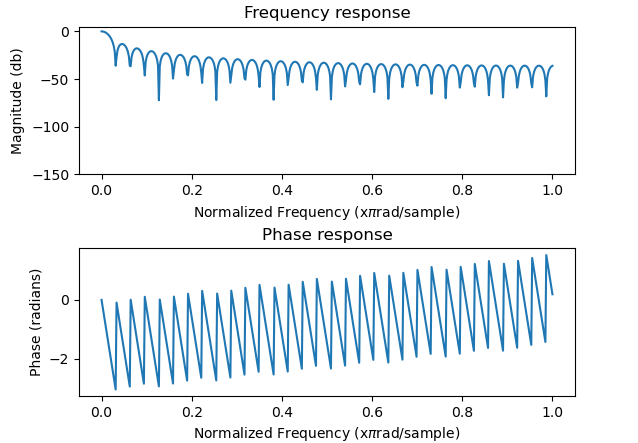 Frequency response
Magnitude (db)
0
−50
−100
−150
0.0 0.2 0.4 0.6 0.8 1.0
Normalized Frequency (xπrad/sample)
Phase response
Phase (radians)
0
−2
0.0 0.2 0.4 0.6 0.8 1.0
Normalized Frequency (xπrad/sample)